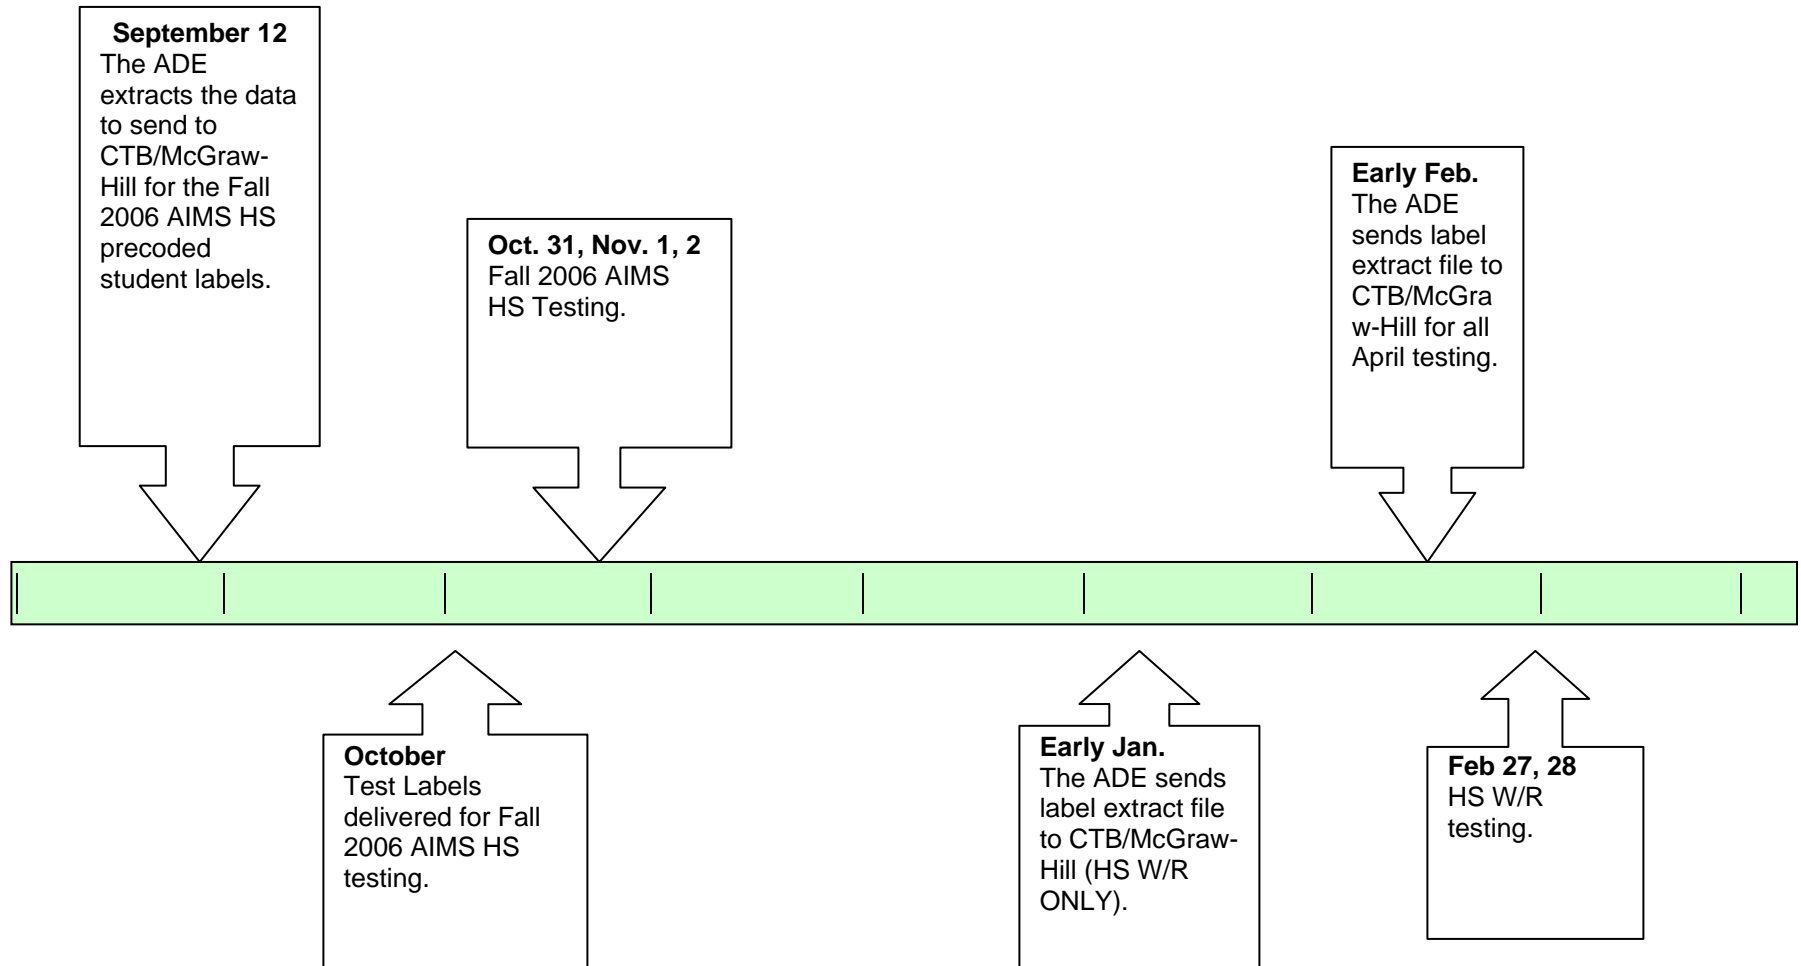 September 12
The ADE
extracts the data
to send to
CTB/McGraw-
Hill for the Fall
2006 AIMS HS
precoded
student labels.
Oct. 31, Nov. 1, 2
Fall 2006 AIMS
HS Testing.
Early Feb.
The ADE
sends label
extract file to
CTB/McGra
w-Hill for all
April testing.
October
Test Labels
delivered for Fall
2006 AIMS HS
testing.
Early Jan.
The ADE sends
label extract file
to CTB/McGraw-
Hill (HS W/R
ONLY).
Feb 27, 28
HS W/R
testing.